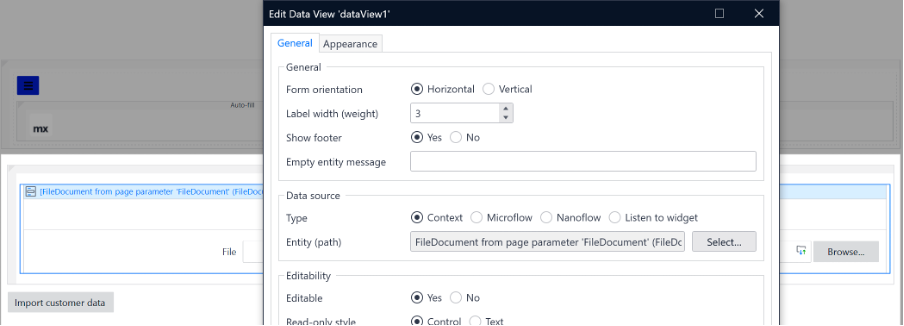 Edit Data View 'dataView1'
General Appearance
General
Form orientation Horizontal Vertical
Label width (weight) 3
Show footer Yes No
Empty entity message
Data source
Type Context Microflow Nanoflow Listen to widget
Entity (path) FileDocument from page parameter 'FileDocument' (FileDo Select...
Editability
Editable Yes No
Read-only style Control Text
Auto-fill
mx
[FileDocument from page parameter 'FileDocument' (FileDoc
File Browse...
Import customer data